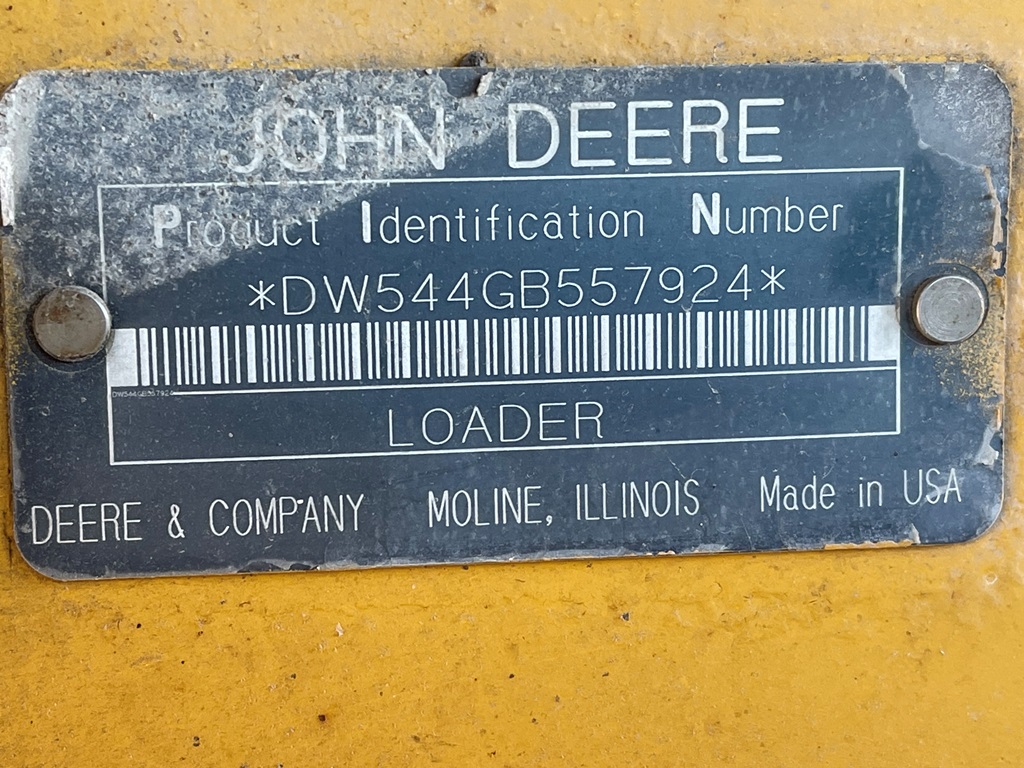 JOHN DEERE
Product Identification Number
*DW544GB557924*
DW544GB557924
LOADER
DEERE & COMPANY MOLINE, ILLINOIS Made in USA